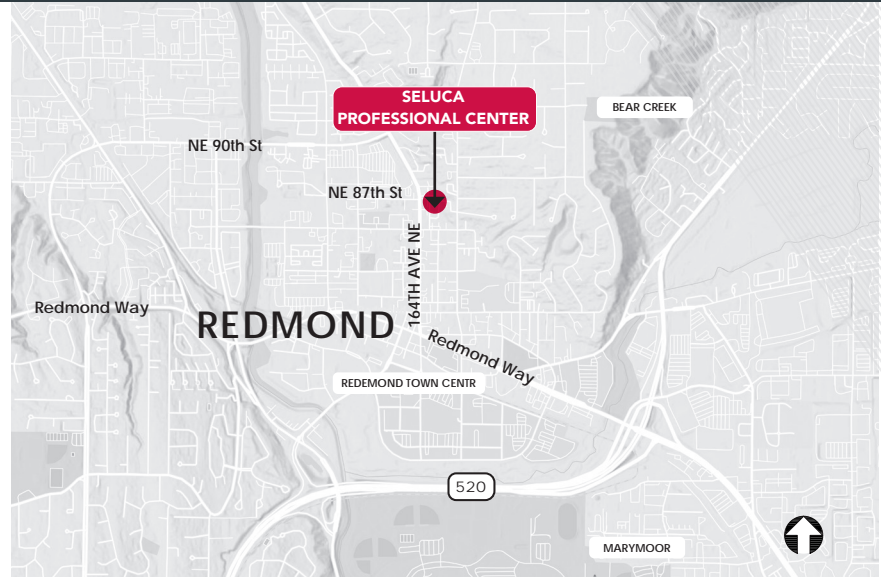 SELUCA
PROFESSIONAL CENTER
BEAR CREEK
NE 90th St
NE 87th St
164TH AVE NE
Redmond Way
REDMOND
Redmond Way
REDEMOND TOWN CENTR
520
MARYMOOR